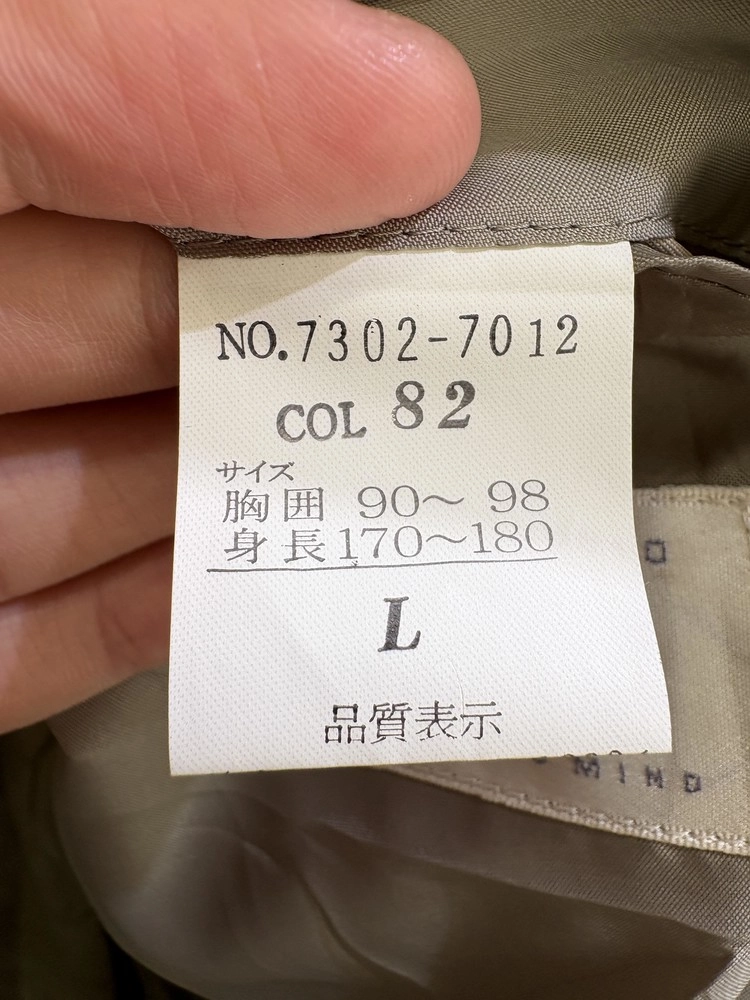 NO.7302-7012
COL 82
サイズ
胸囲 90～ 98
身長170～180
L
品質表示
MIND